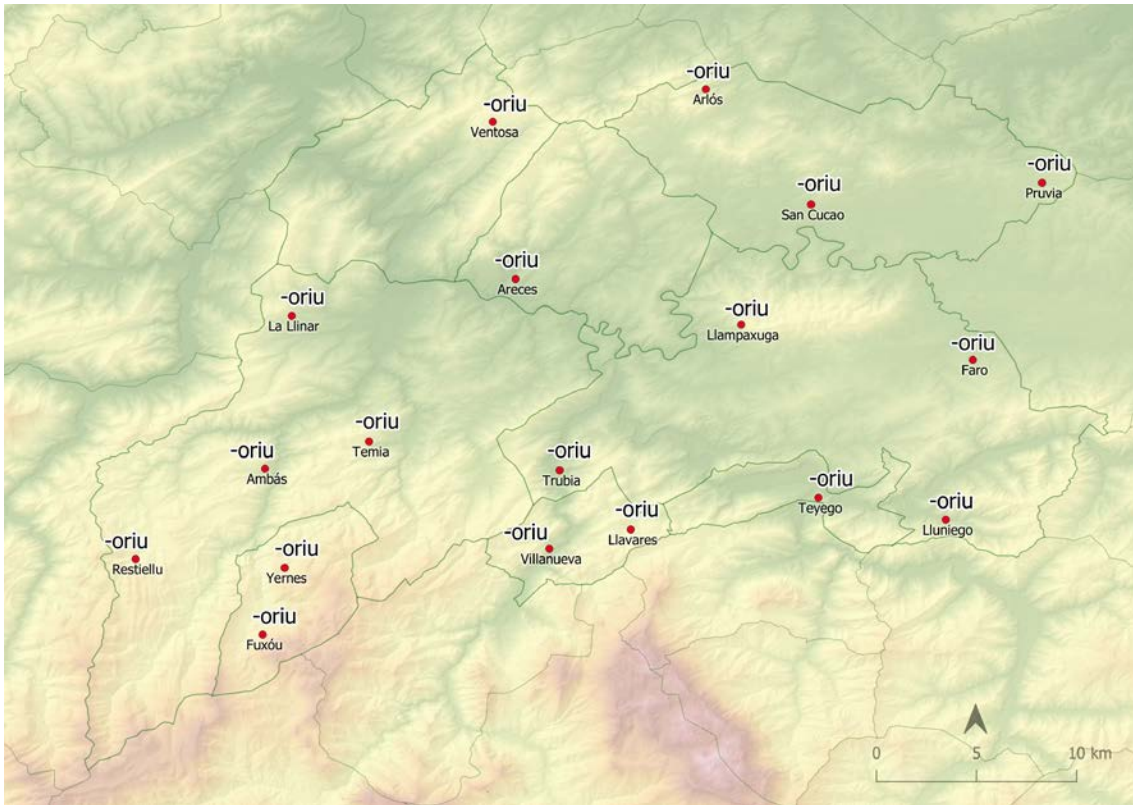 -oriu
Arlós
-oriu
Ventosa
-oriu
Pruvia
-oriu
San Cucao
-oriu
Areces
-oriu
La Llinar
-oriu
Llampaxuga
-oriu
Faro
-oriu
Temia
-oriu
Ambás
-oriu
Trubia
-oriu
Teyego
-oriu
Lluniego
-oriu
Llavares
-oriu
Villanueva
-oriu
Restiellu
-oriu
Yernes
-oriu
Fuxóu
0 5 10 km